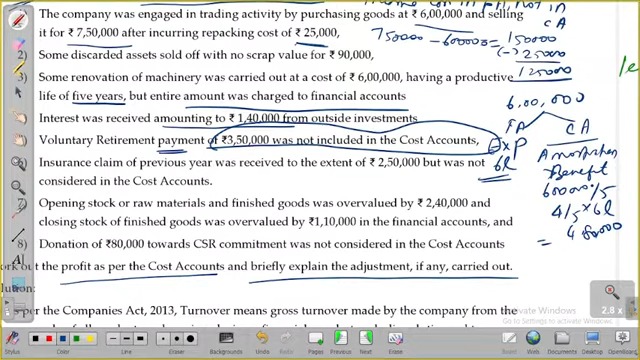 The company was engaged in trading activity by purchasing goods at ₹ 6,00,000 and selling
it for ₹ 7,50,000 after incurring repacking cost of ₹ 25,000,
CA
750000 - 600000 = 150000
(-) 25000
125000
2) Some discarded assets sold off with no scrap value for ₹ 90,000,
3) Some renovation of machinery was carried out at a cost of ₹ 6,00,000, having a productive
life of five years, but entire amount was charged to financial accounts
6,00,000
Interest was received amounting to ₹ 1,40,000 from outside investments
FA CA
Voluntary Retirement payment of ₹3,50,000 was not included in the Cost Accounts,
Exp
6l
Benefit
60000/5
4/5 x 6l
= 480000
6) Insurance claim of previous year was received to the extent of ₹ 2,50,000 but was not
considered in the Cost Accounts.
7) Opening stock or raw materials and finished goods was overvalued by ₹ 2,40,000 and
closing stock of finished goods was overvalued by ₹1,10,000 in the financial accounts, and
8) Donation of ₹80,000 towards CSR commitment was not considered in the Cost Accounts
ork out the profit as per the Cost Accounts and briefly explain the adjustment, if any, carried out.
lution:
s per the Companies Act, 2013, Turnover means gross turnover made by the company from the
Activate Windows
Go to Settings to activate Windows.
2.8 x
Backgrounds
Undo
Pages
Previous
Next
Erase